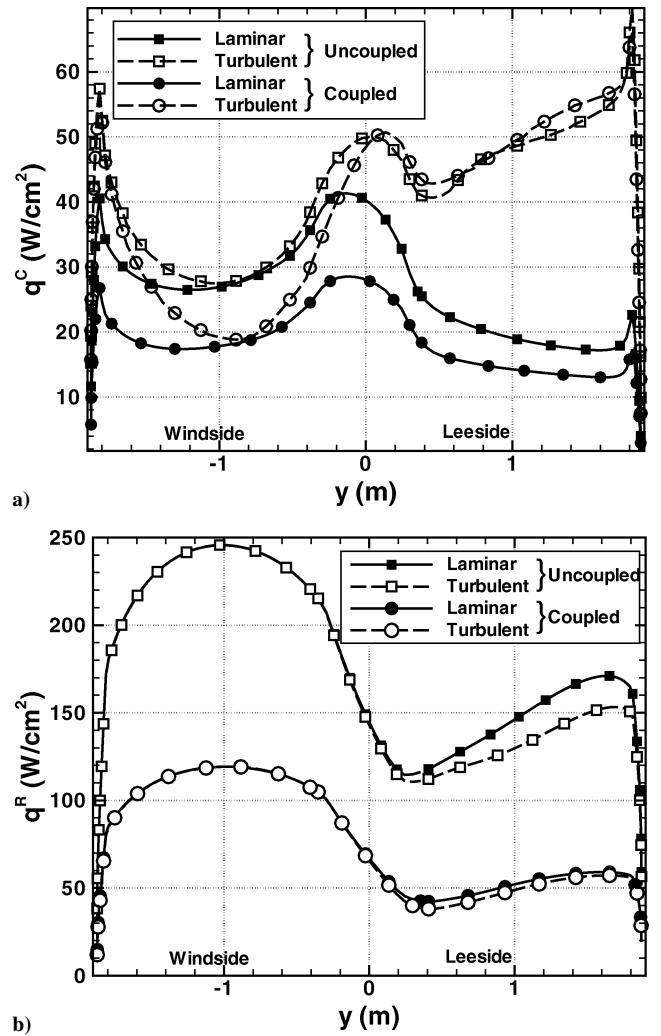 Laminar
Turbulent
Uncoupled
Laminar
Turbulent
Coupled
60
50
40
30
20
10
q^C (W/cm^2)
Windside
Leeside
-1
0
1
y (m)
a)
Laminar
Turbulent
Uncoupled
Laminar
Turbulent
Coupled
250
200
150
100
50
0
q^R (W/cm^2)
Windside
Leeside
-1
0
1
y (m)
b)